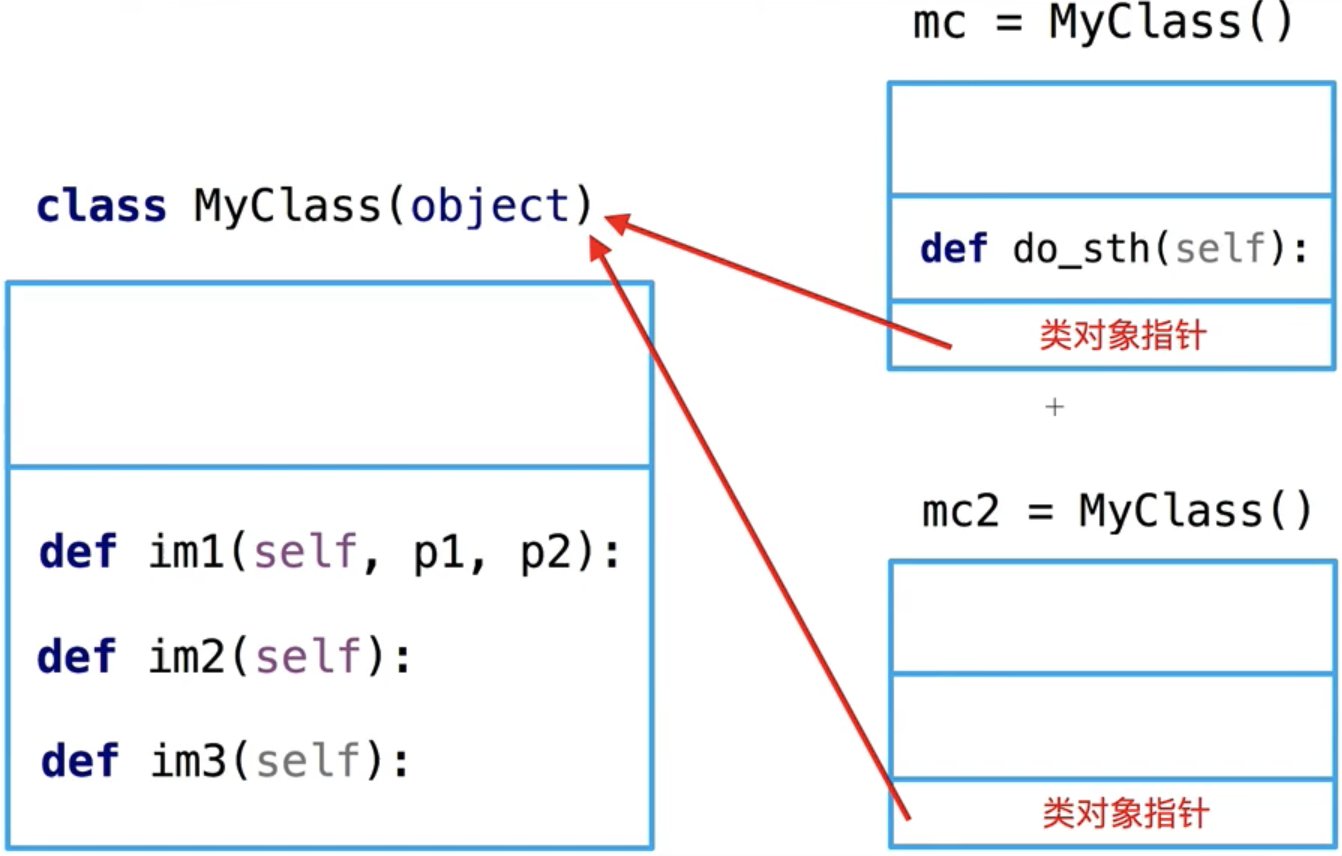 mc = MyClass()
class MyClass(object)
def do_sth(self):
类对象指针
def im1(self, p1, p2):
def im2(self):
def im3(self):
mc2 = MyClass()
类对象指针